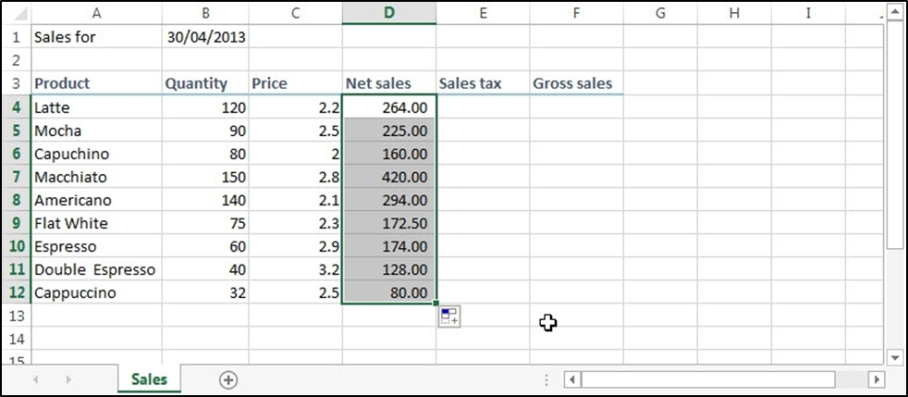 A B C D E F G H I
1 Sales for 30/04/2013
2
3 Product Quantity Price Net sales Sales tax Gross sales
4 Latte 120 2.2 264.00
5 Mocha 90 2.5 225.00
6 Capuchino 80 2 160.00
7 Macchiato 150 2.8 420.00
8 Americano 140 2.1 294.00
9 Flat White 75 2.3 172.50
10 Espresso 60 2.9 174.00
11 Double Espresso 40 3.2 128.00
12 Cappuccino 32 2.5 80.00
13
14
15
Sales